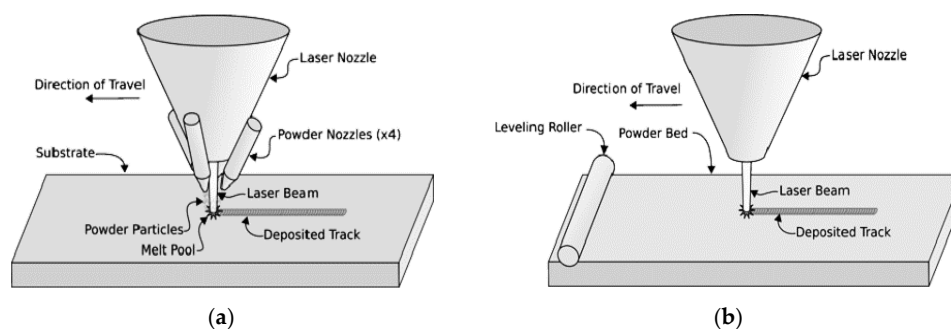 (a)
Laser Nozzle
Direction of Travel
Powder Nozzles (x4)
Substrate
Laser Beam
Powder Particles
Deposited Track
Melt Pool
(b)
Laser Nozzle
Direction of Travel
Leveling Roller
Powder Bed
Laser Beam
Deposited Track